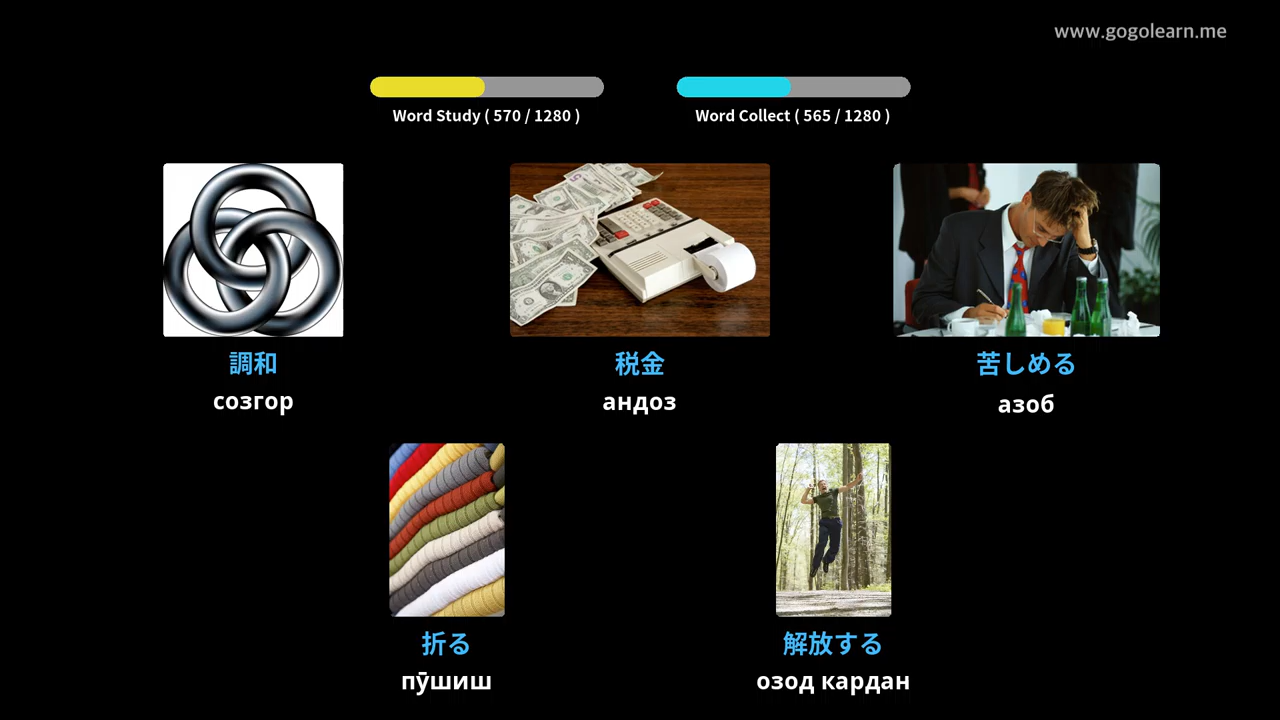 www.gogolearn.me
Word Study ( 570 / 1280 )
Word Collect ( 565 / 1280 )
調和
созгор
税金
андоз
苦しめる
азоб
折る
пӯшиш
解放する
озод кардан